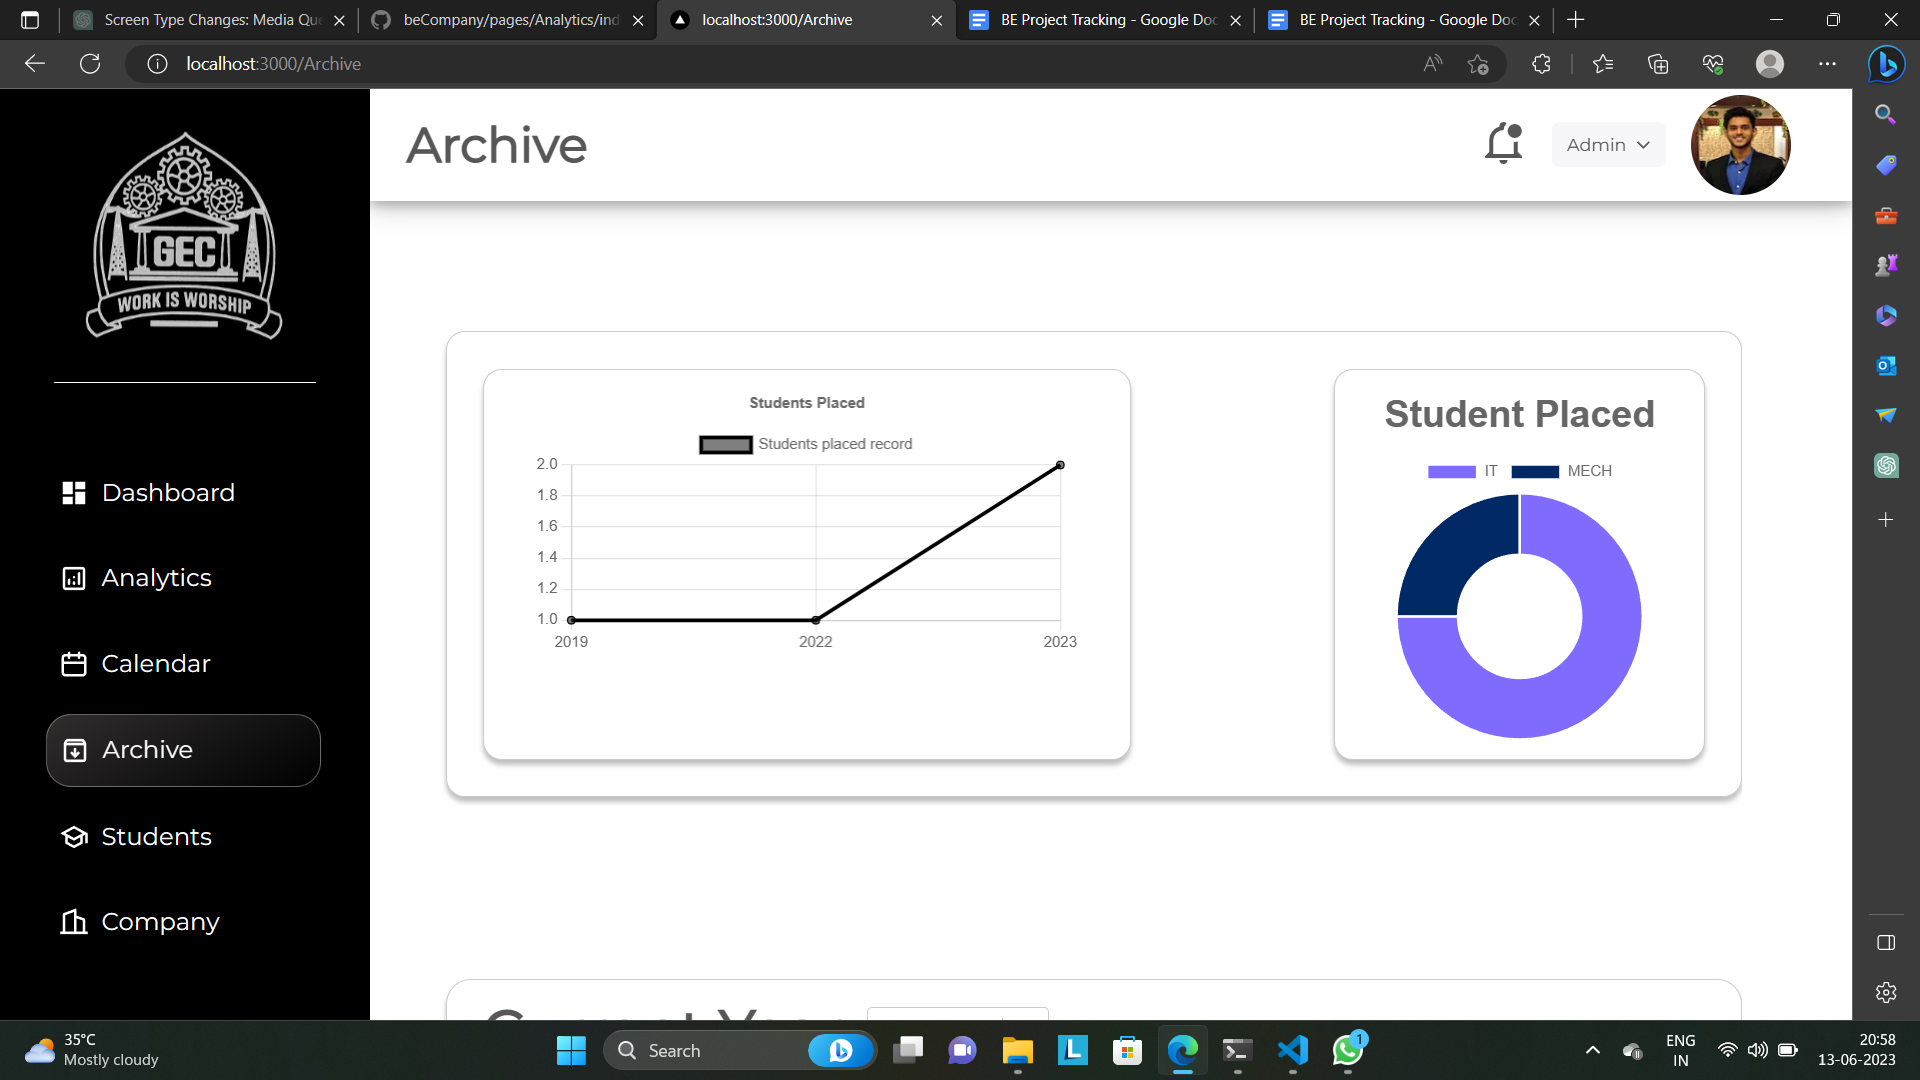 Screen Type Changes: Media Que
beCompany/pages/Analytics/ind
localhost:3000/Archive
BE Project Tracking - Google Doc
BE Project Tracking - Google Doc
localhost:3000/Archive
GEC
WORK IS WORSHIP
Dashboard
Analytics
Calendar
Archive
Students
Company
Archive
Admin
Students Placed
Students placed record
2.0
1.8
1.6
1.4
1.2
1.0
2019 2022 2023
Student Placed
IT MECH
35°C
Mostly cloudy
Search
1
ENG
IN
20:58
13-06-2023